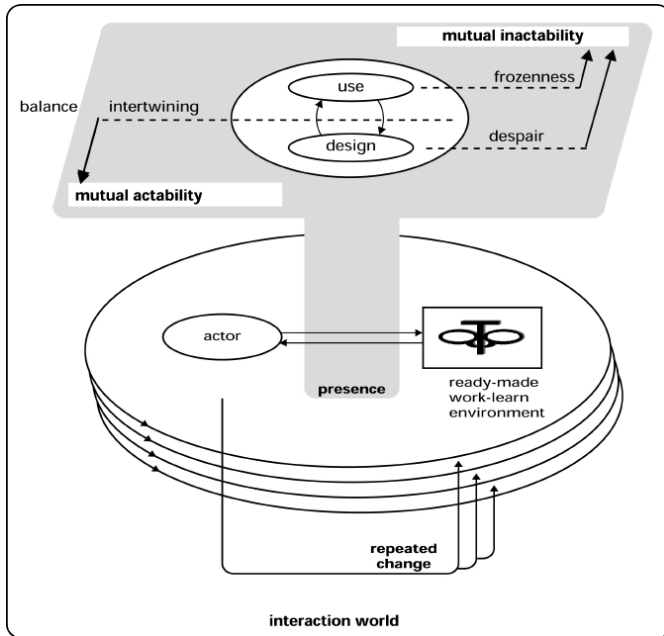 mutual inactability
use
frozenness
balance
intertwining
despair
design
mutual actability
actor
presence
ready-made
work-learn
environment
repeated
change
interaction world